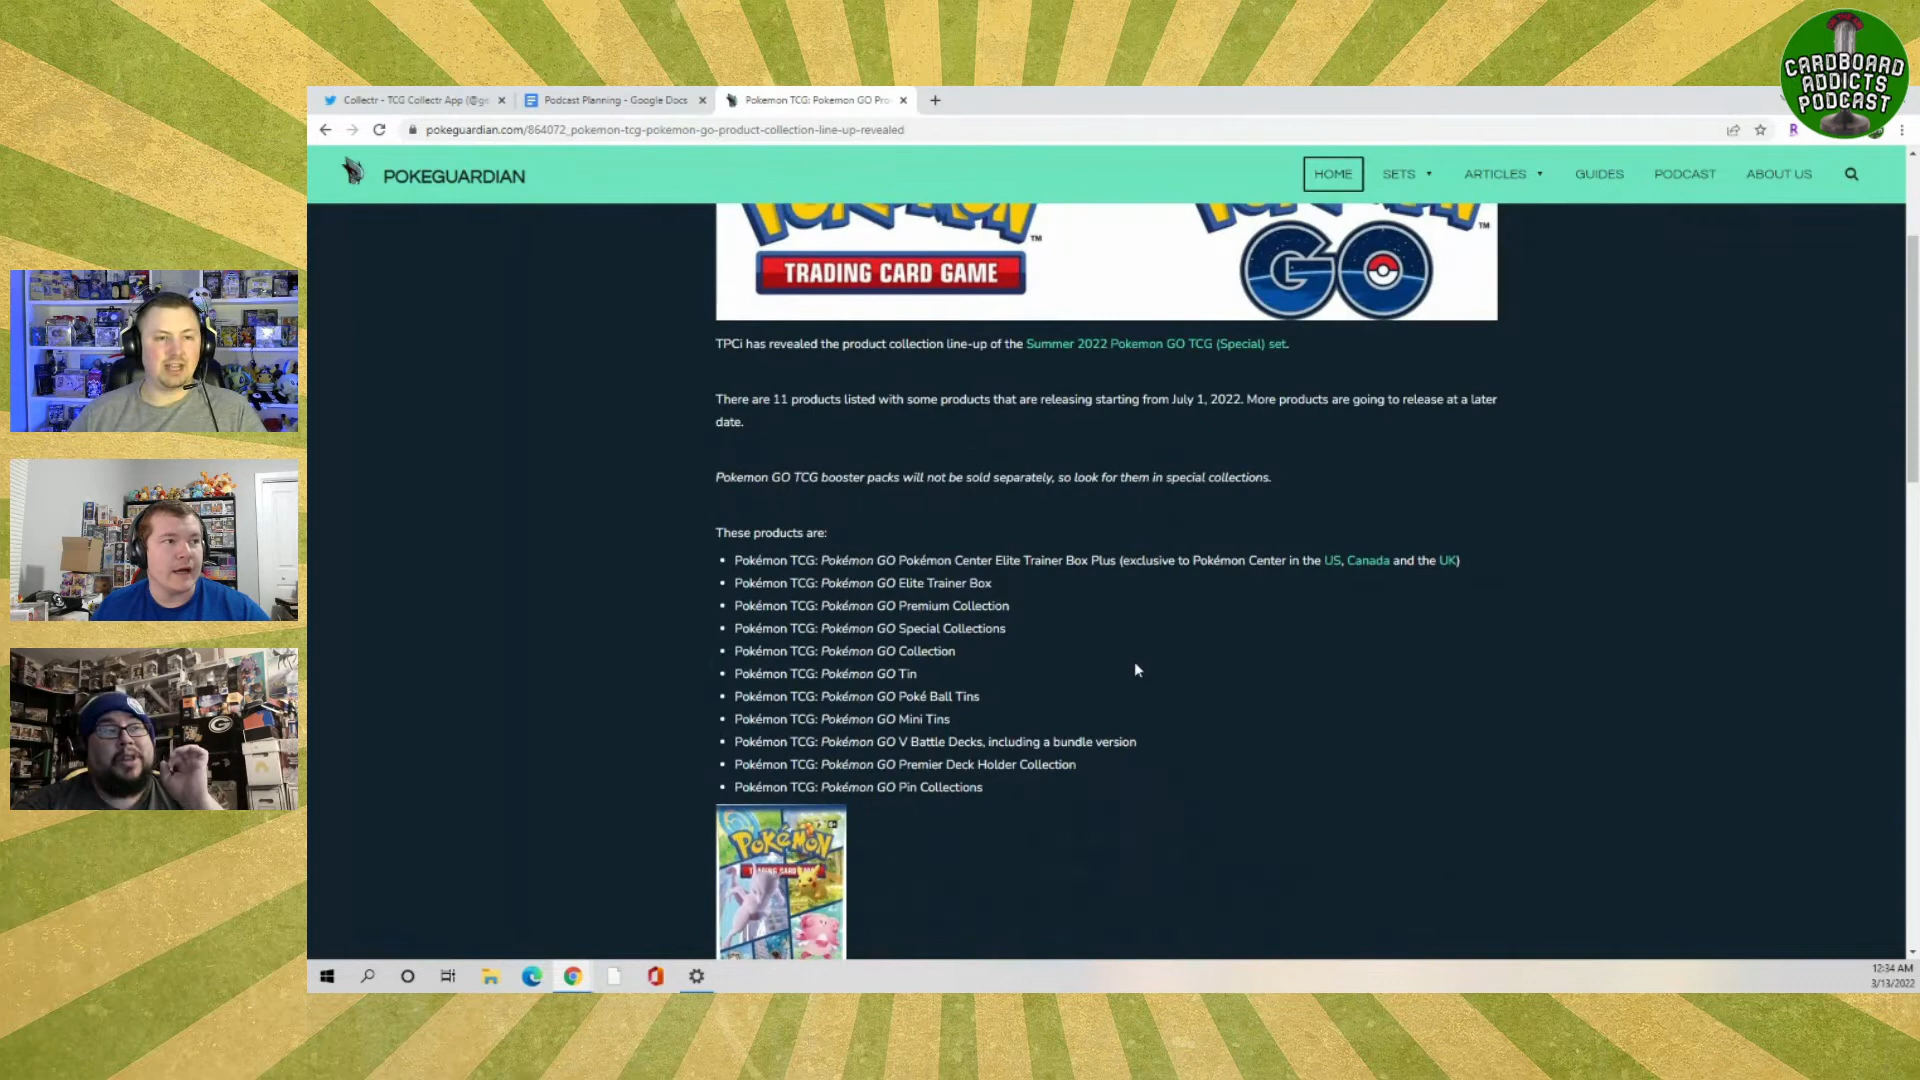 CARDBOARD
ADDICTS
PODCAST
Collectr - TCG Collectr App (@ge
Podcast Planning - Google Docs
Pokemon TCG: Pokemon GO Pro
pokeguardian.com/864072_pokemon-tcg-pokemon-go-product-collection-line-up-revealed
R
POKEGUARDIAN
HOME SETS ARTICLES GUIDES PODCAST ABOUT US
TRADING CARD GAME
GO
TPCi has revealed the product collection line-up of the Summer 2022 Pokemon GO TCG (Special) set.
There are 11 products listed with some products that are releasing starting from July 1, 2022. More products are going to release at a later
date.
Pokemon GO TCG booster packs will not be sold separately, so look for them in special collections.
These products are:
• Pokémon TCG: Pokémon GO Pokémon Center Elite Trainer Box Plus (exclusive to Pokémon Center in the US, Canada and the UK)
• Pokémon TCG: Pokémon GO Elite Trainer Box
• Pokémon TCG: Pokémon GO Premium Collection
• Pokémon TCG: Pokémon GO Special Collections
• Pokémon TCG: Pokémon GO Collection
• Pokémon TCG: Pokémon GO Tin
• Pokémon TCG: Pokémon GO Poké Ball Tins
• Pokémon TCG: Pokémon GO Mini Tins
• Pokémon TCG: Pokémon GO V Battle Decks, including a bundle version
• Pokémon TCG: Pokémon GO Premier Deck Holder Collection
• Pokémon TCG: Pokémon GO Pin Collections
POKéMON
12:34 AM
3/13/2022